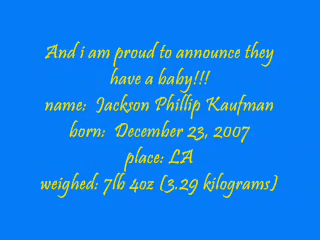 And i am proud to announce they
have a baby!!!
name:  Jackson Phillip Kaufman
born:  December 23, 2007
place: LA
weighed: 7lb 4oz (3.29 kilograms)